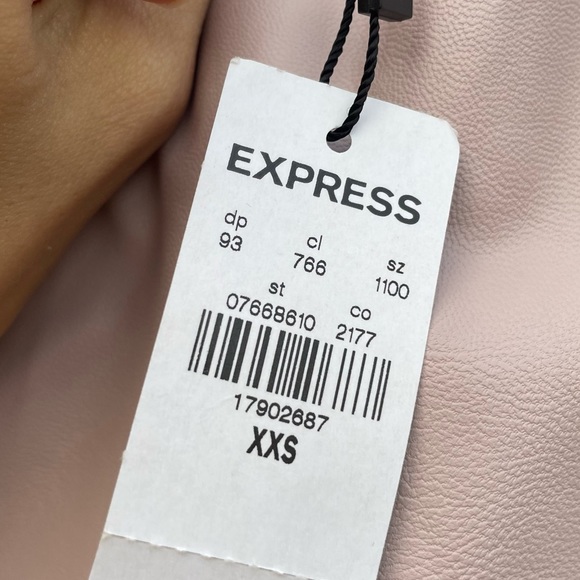 EXPRESS
dp cl sz
93 766 1100
st co
07668610 2177
17902687
XXS